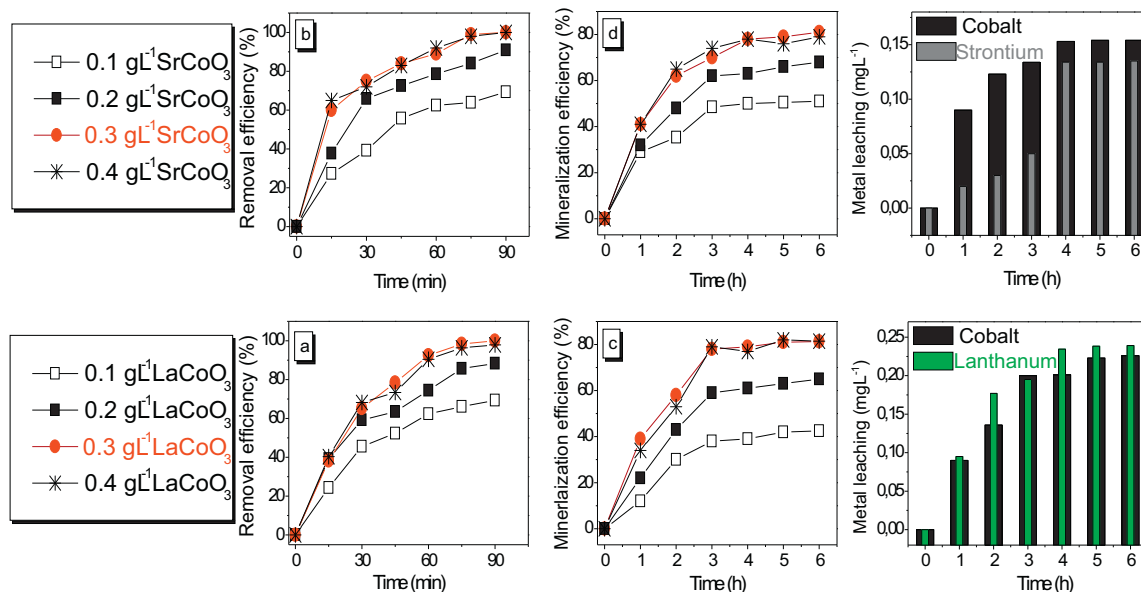 0.1 gL⁻¹SrCoO₃
0.2 gL⁻¹SrCoO₃
0.3 gL⁻¹SrCoO₃
0.4 gL⁻¹SrCoO₃
b
Removal efficiency (%)
100
80
60
40
20
0
0 30 60 90
Time (min)
d
Mineralization efficiency (%)
80
60
40
20
0
0 1 2 3 4 5 6
Time (h)
Cobalt
Strontium
Metal leaching (mgL⁻¹)
0,15
0,10
0,05
0,00
0 1 2 3 4 5 6
Time (h)
0.1 gL⁻¹LaCoO₃
0.2 gL⁻¹LaCoO₃
0.3 gL⁻¹LaCoO₃
0.4 gL⁻¹LaCoO₃
a
Removal efficiency (%)
100
80
60
40
20
0
0 30 60 90
Time (min)
c
Minerlaization efficiency (%)
80
60
40
20
0
0 1 2 3 4 5 6
Time (h)
Cobalt
Lanthanum
Metal leaching (mgL⁻¹)
0,25
0,20
0,15
0,10
0,05
0,00
0 1 2 3 4 5 6
Time (h)